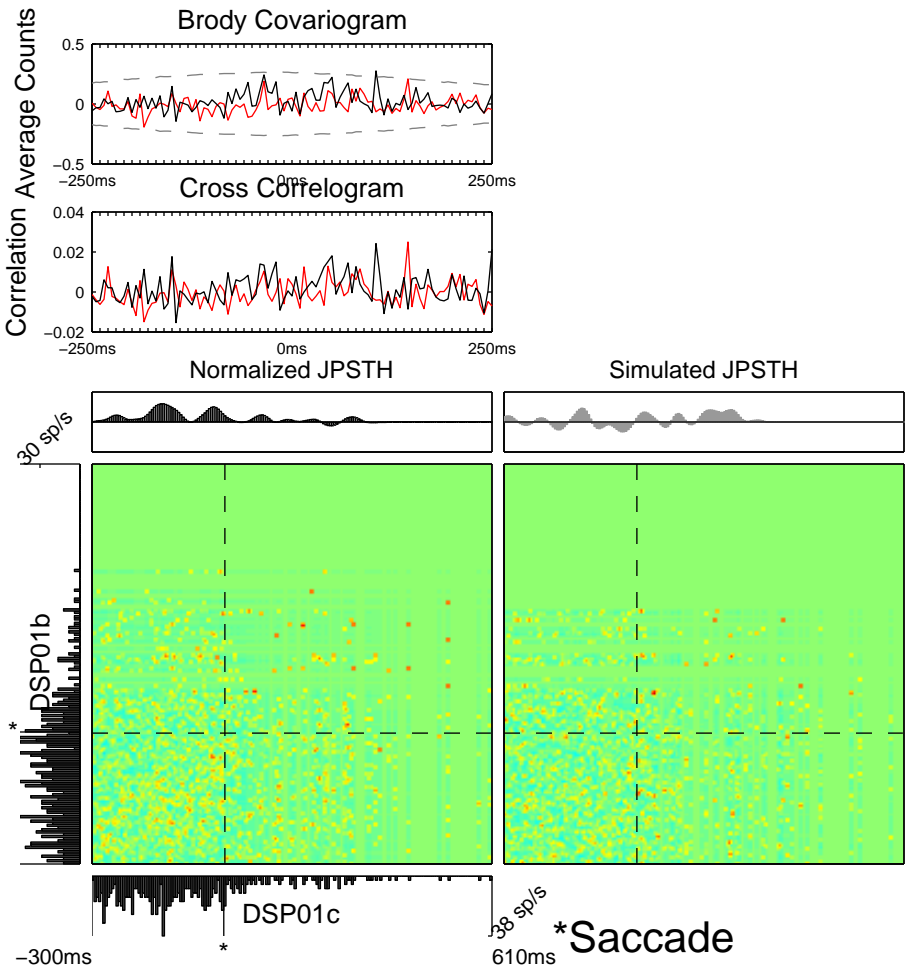 Brody Covariogram
Average Counts
0.5
0
−0.5
−250ms
0ms
250ms
Cross Correlogram
Correlation
0.04
0.02
0
−0.02
−250ms
0ms
250ms
Normalized JPSTH
Simulated JPSTH
30 sp/s
DSP01b
*
DSP01c
*
38 sp/s
−300ms
610ms
*Saccade